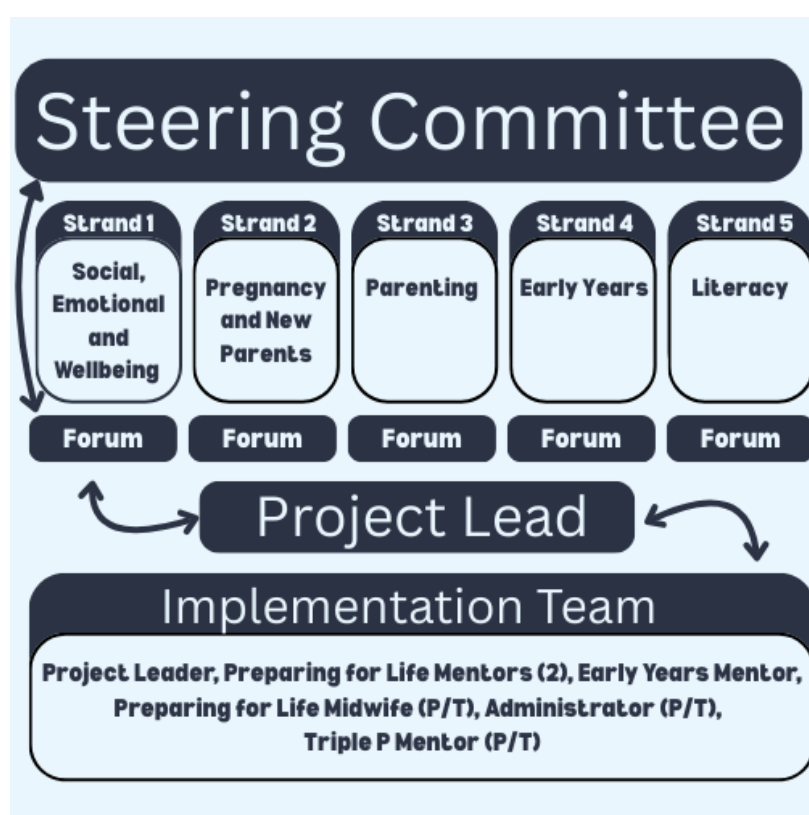 Steering Committee
Strand 1
Strand 2
Strand 3
Strand 4
Strand 5
Social,
Emotional
and
Wellbeing
Pregnancy
and New
Parents
Parenting
Early Years
Literacy
Forum
Forum
Forum
Forum
Forum
Project Lead
Implementation Team
Project Leader, Preparing for Life Mentors (2), Early Years Mentor,
Preparing for Life Midwife (P/T), Administrator (P/T),
Triple P Mentor (P/T)